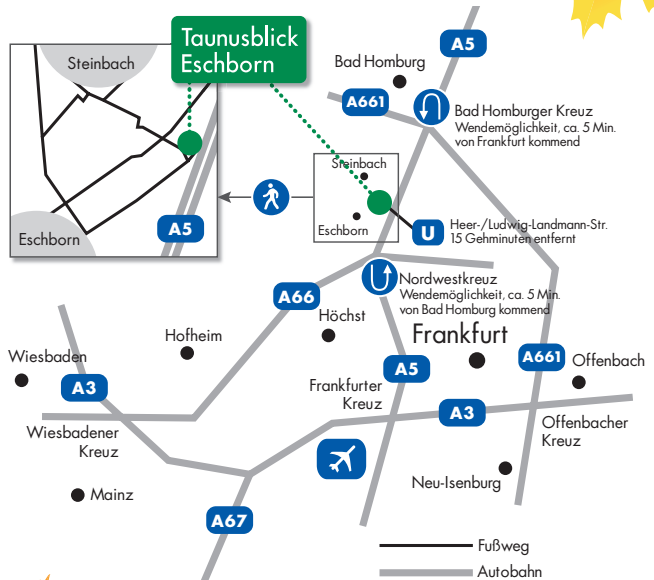 Taunusblick
Eschborn
Steinbach
Eschborn
A5
A5
Bad Homburg
A661
Bad Homburger Kreuz
Wendemöglichkeit, ca. 5 Min.
von Frankfurt kommend
Steinbach
Eschborn
U
Heer-/Ludwig-Landmann-Str.
15 Gehminuten entfernt
Nordwestkreuz
Wendemöglichkeit, ca. 5 Min.
von Bad Homburg kommend
A66
Höchst
Hofheim
Frankfurt
Wiesbaden
A3
A5
A661
Offenbach
Frankfurter
Kreuz
A3
Wiesbadener
Kreuz
Offenbacher
Kreuz
Mainz
Neu-Isenburg
A67
Fußweg
Autobahn